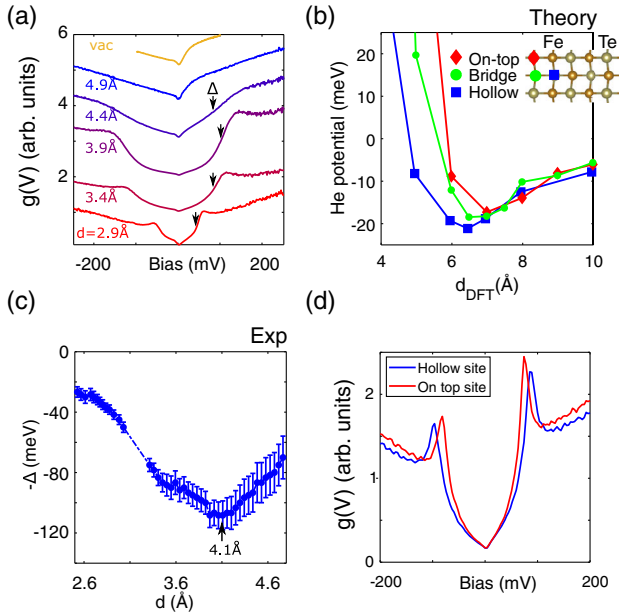 (a)
6
4
2
g(V) (arb. units)
vac
4.9Å
4.4Å
3.9Å
3.4Å
d=2.9Å
Δ
-200
200
Bias (mV)
(b)
Theory
20
10
0
-10
-20
He potential (meV)
On-top
Bridge
Hollow
Fe
Te
4
6
8
10
d_DFT(Å)
(c)
Exp
0
-40
-80
-120
-Δ (meV)
4.1Å
2.6
3.6
4.6
d (Å)
(d)
2
1
0
g(V) (arb. units)
Hollow site
On top site
-200
0
200
Bias (mV)